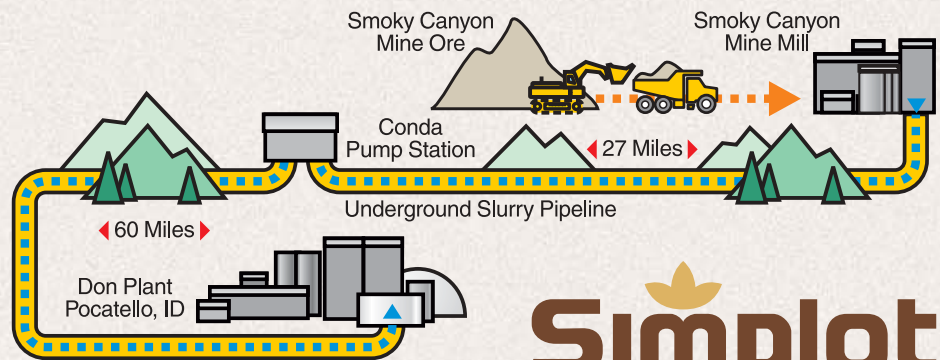 Smoky Canyon
Mine Ore
Smoky Canyon
Mine Mill
Conda
Pump Station
27 Miles
Underground Slurry Pipeline
60 Miles
Don Plant
Pocatello, ID
Simplot